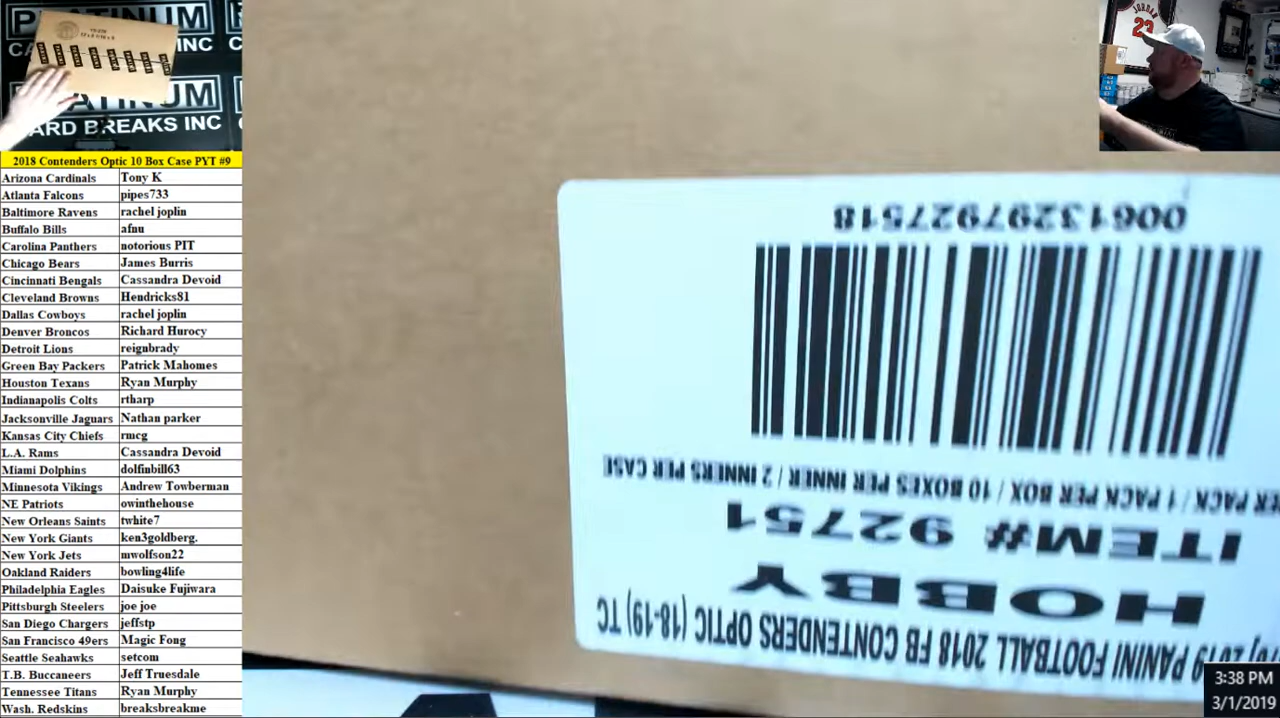 PLATINUM
CARD BREAKS INC
JORDAN
23
2018 Contenders Optic 10 Box Case PYT #9
Arizona Cardinals Tony K
Atlanta Falcons pipes733
Baltimore Ravens rachel joplin
Buffalo Bills afnu
Carolina Panthers notorious PIT
Chicago Bears James Burris
Cincinnati Bengals Cassandra Devoid
Cleveland Browns Hendricks81
Dallas Cowboys rachel joplin
Denver Broncos Richard Hurocy
Detroit Lions reignbrady
Green Bay Packers Patrick Mahomes
Houston Texans Ryan Murphy
Indianapolis Colts rtharp
Jacksonville Jaguars Nathan parker
Kansas City Chiefs rmcg
L.A. Rams Cassandra Devoid
Miami Dolphins dolfinbill63
Minnesota Vikings Andrew Towberman
NE Patriots owinthehouse
New Orleans Saints twhite7
New York Giants ken3goldberg.
New York Jets mwolfson22
Oakland Raiders bowling4life
Philadelphia Eagles Daisuke Fujiwara
Pittsburgh Steelers joe joe
San Diego Chargers jeffstp
San Francisco 49ers Magic Fong
Seattle Seahawks setcom
T.B. Buccaneers Jeff Truesdale
Tennessee Titans Ryan Murphy
Wash. Redskins breaksbreakme
2019 PANINI FOOTBALL 2018 FB CONTENDERS OPTIC (18-19) TC
HOBBY
ITEM# 92751
PER PACK / 1 PACK PER BOX / 10 BOXES PER INNER / 2 INNERS PER CASE
00613297927518
3:38 PM
3/1/2019